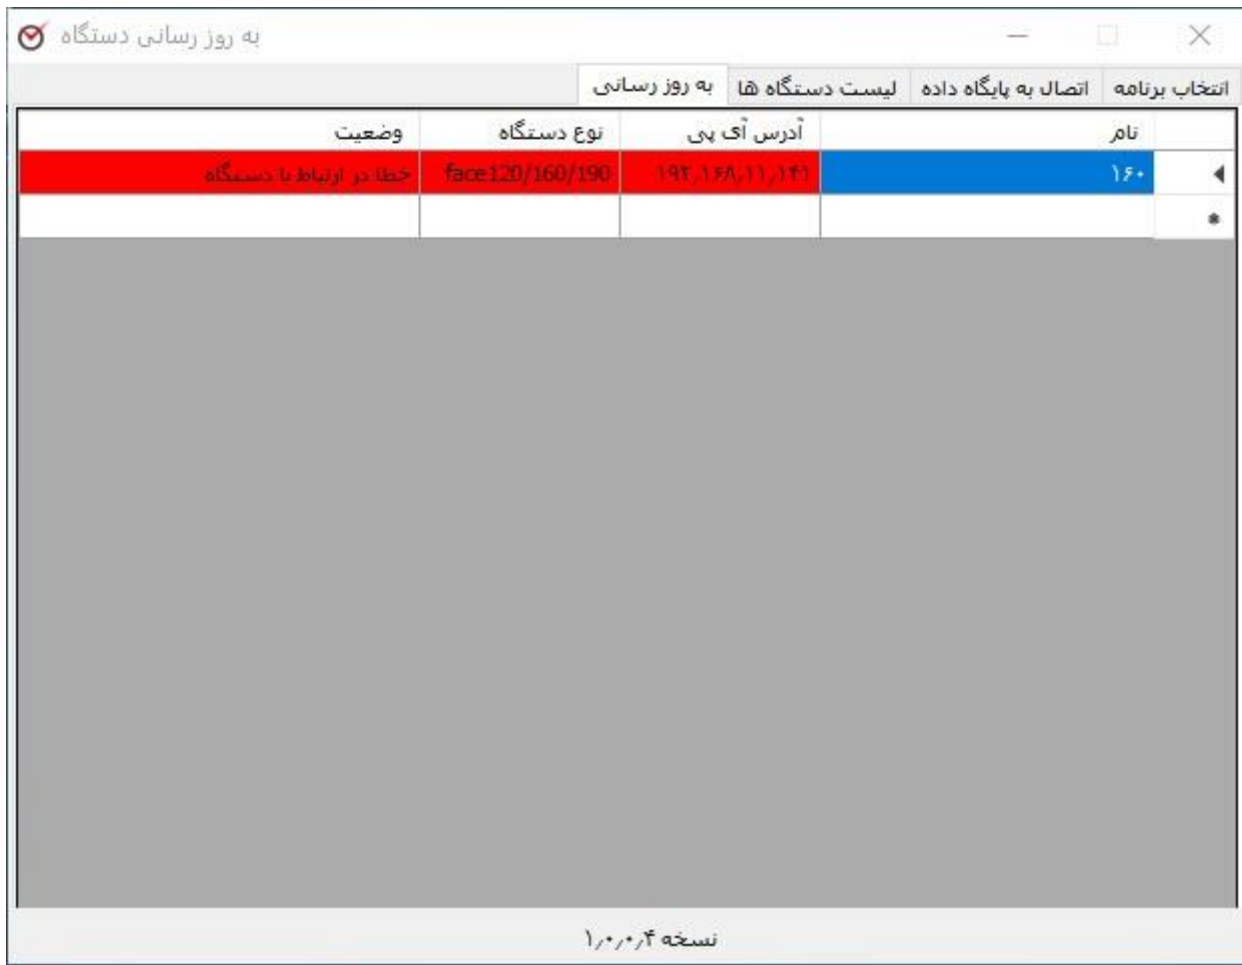 به روز رسانی دستگاه
انتخاب برنامه اتصال به پایگاه داده لیست دستگاه ها به روز رسانی
نام آدرس آی پی نوع دستگاه وضعیت
۱۶۰ ۱۹۲٫۱۶۸٫۱۱٫۱۴۱ face120/160/190 خطا در ارتباط با دستگاه
نسخه ۱٫۰٫۰٫۴